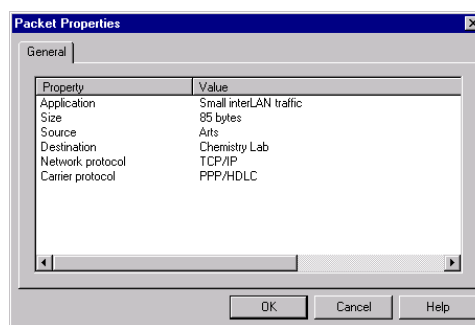 Packet Properties
General
Property Value
Application Small interLAN traffic
Size 85 bytes
Source Arts
Destination Chemistry Lab
Network protocol TCP/IP
Carrier protocol PPP/HDLC
OK Cancel Help